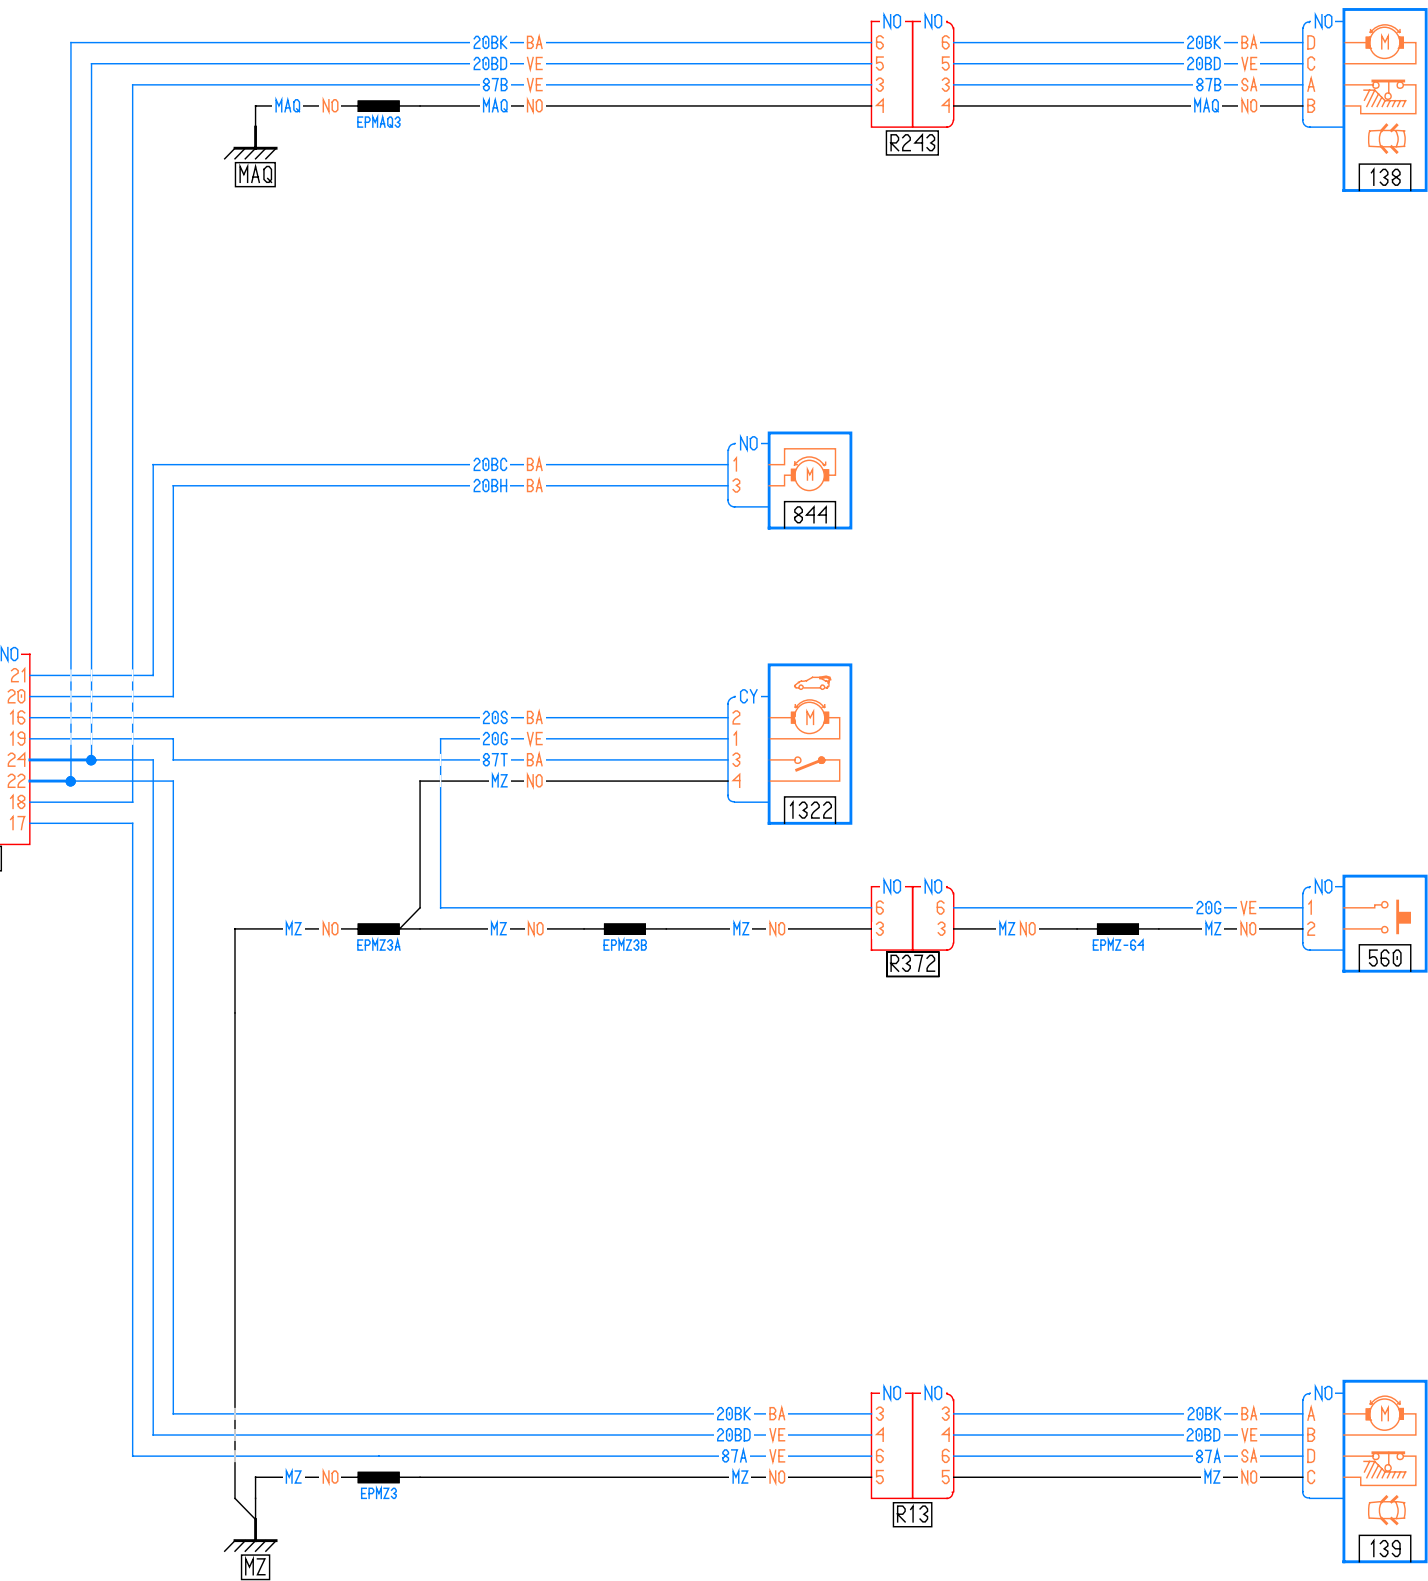 NO NO NO
20BK BA 6 6 20BK BA D M
20BD VE 5 5 20BD VE C
87B VE 3 3 87B SA A
MAQ NO MAQ NO 4 4 MAQ NO B
EPMAQ3
R243
MAQ
138
NO
20BC BA 1 M
20BH BA 3
844
NO
21
20
CY
16 20S BA 2 M
19 20G VE 1
24 87T BA 3
22 MZ NO 4
18
1322
17
NO NO NO
6 6 20G VE 1
MZ NO MZ NO MZ NO 3 3 MZ NO MZ NO 2
EPMZ3A EPMZ3B EPMZ-64
R372
560
NO NO NO
20BK BA 3 3 20BK BA A M
20BD VE 4 4 20BD VE B
87A VE 6 6 87A SA D
MZ NO MZ NO 5 5 MZ NO C
EPMZ3
R13
MZ
139